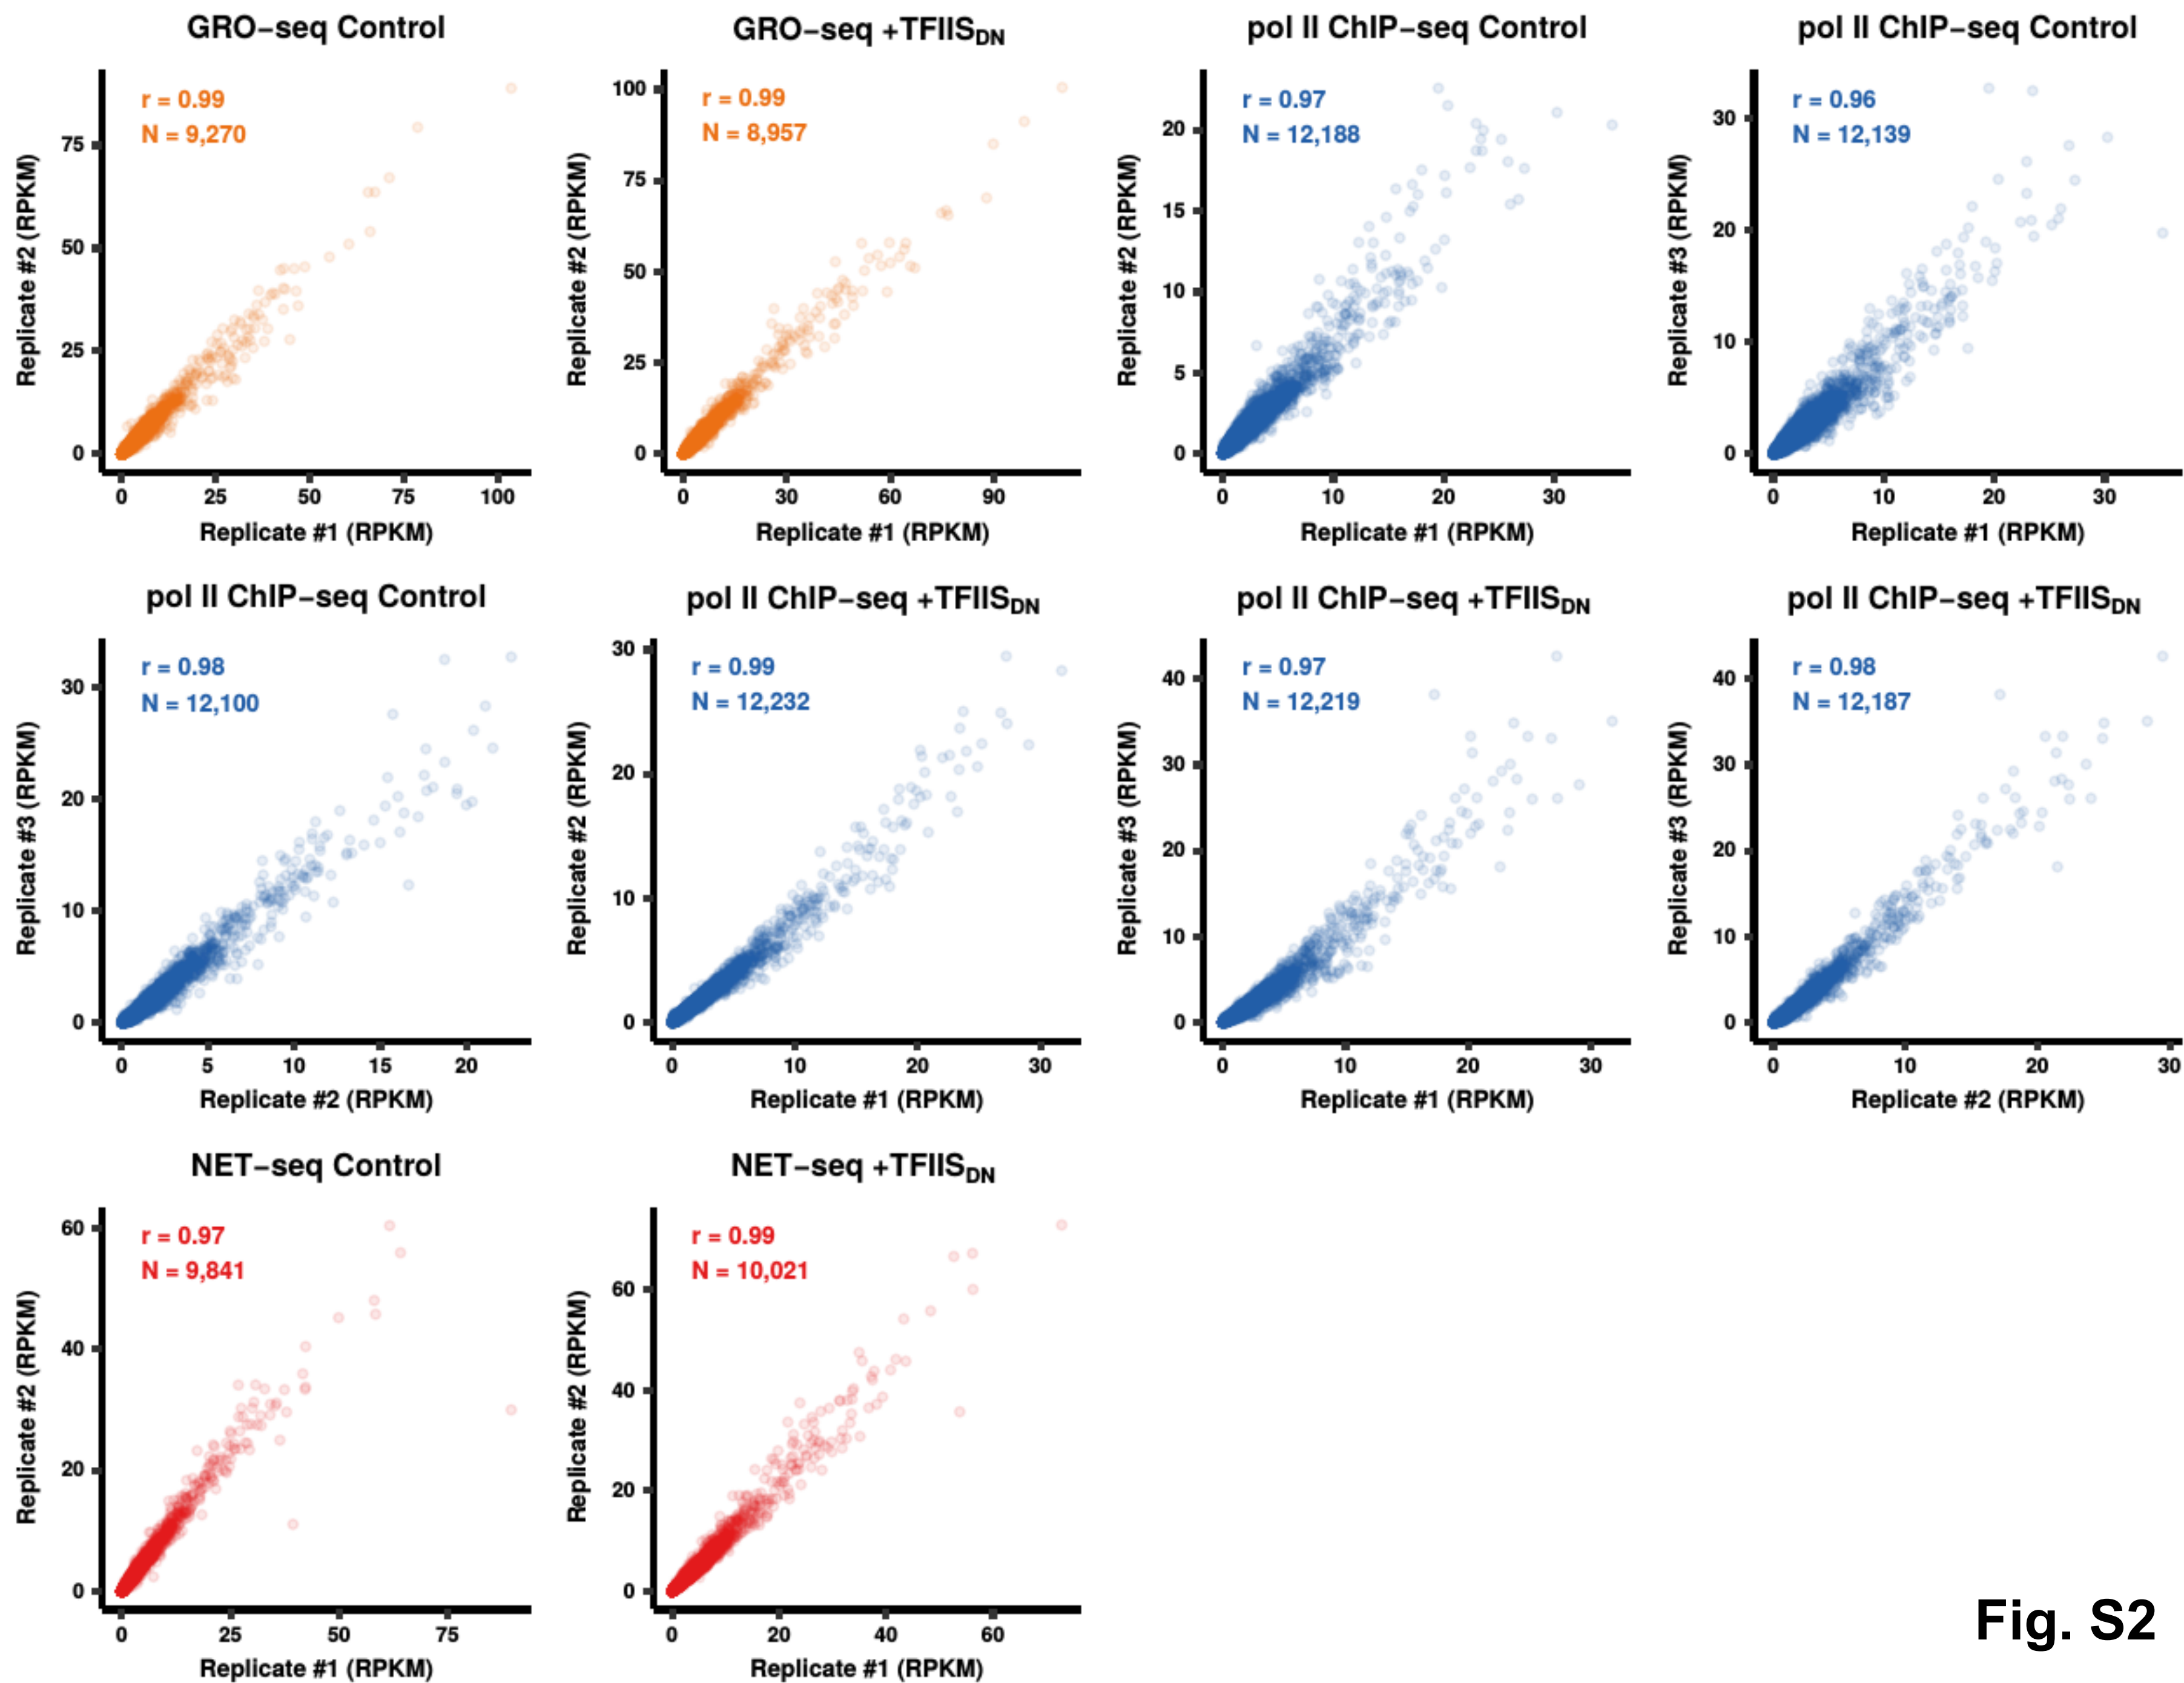 GRO–seq Control
r = 0.99
N = 9,270
75
50
25
0
0 25 50 75 100
Replicate #2 (RPKM)
Replicate #1 (RPKM)
GRO–seq +TFIISDN
r = 0.99
N = 8,957
100
75
50
25
0
0 30 60 90
Replicate #2 (RPKM)
Replicate #1 (RPKM)
pol II ChIP–seq Control
r = 0.97
N = 12,188
20
15
10
5
0
0 10 20 30
Replicate #2 (RPKM)
Replicate #1 (RPKM)
pol II ChIP–seq Control
r = 0.96
N = 12,139
30
20
10
0
0 10 20 30
Replicate #3 (RPKM)
Replicate #1 (RPKM)
pol II ChIP–seq Control
r = 0.98
N = 12,100
30
20
10
0
0 5 10 15 20
Replicate #3 (RPKM)
Replicate #2 (RPKM)
pol II ChIP–seq +TFIISDN
r = 0.99
N = 12,232
30
20
10
0
0 10 20 30
Replicate #2 (RPKM)
Replicate #1 (RPKM)
pol II ChIP–seq +TFIISDN
r = 0.97
N = 12,219
40
30
20
10
0
0 10 20 30
Replicate #3 (RPKM)
Replicate #1 (RPKM)
pol II ChIP–seq +TFIISDN
r = 0.98
N = 12,187
40
30
20
10
0
0 10 20 30
Replicate #3 (RPKM)
Replicate #2 (RPKM)
NET–seq Control
r = 0.97
N = 9,841
60
40
20
0
0 25 50 75
Replicate #2 (RPKM)
Replicate #1 (RPKM)
NET–seq +TFIISDN
r = 0.99
N = 10,021
60
40
20
0
0 20 40 60
Replicate #2 (RPKM)
Replicate #1 (RPKM)
Fig. S2